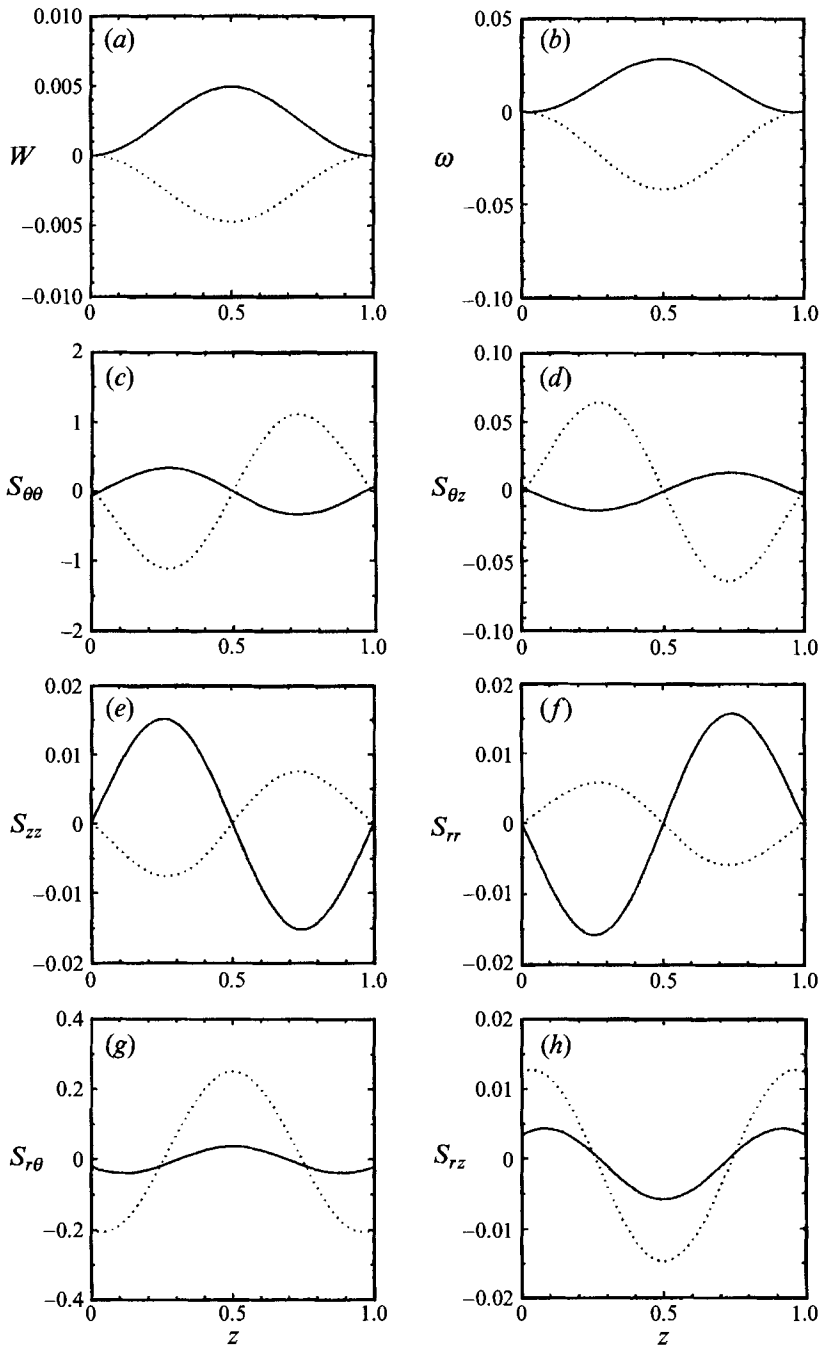 (a)
0.010
0.005
0
−0.005
−0.010
W
0 0.5 1.0
(b)
0.05
0
−0.05
−0.10
ω
0 0.5 1.0
(c)
2
1
0
−1
−2
Sθθ
0 0.5 1.0
(d)
0.10
0.05
0
−0.05
−0.10
Sθz
0 0.5 1.0
(e)
0.02
0.01
0
−0.01
−0.02
Szz
0 0.5 1.0
(f)
0.02
0.01
0
−0.01
−0.02
Srr
0 0.5 1.0
(g)
0.4
0.2
0
−0.2
−0.4
Srθ
0 0.5 1.0
z
(h)
0.02
0.01
0
−0.01
−0.02
Srz
0 0.5 1.0
z